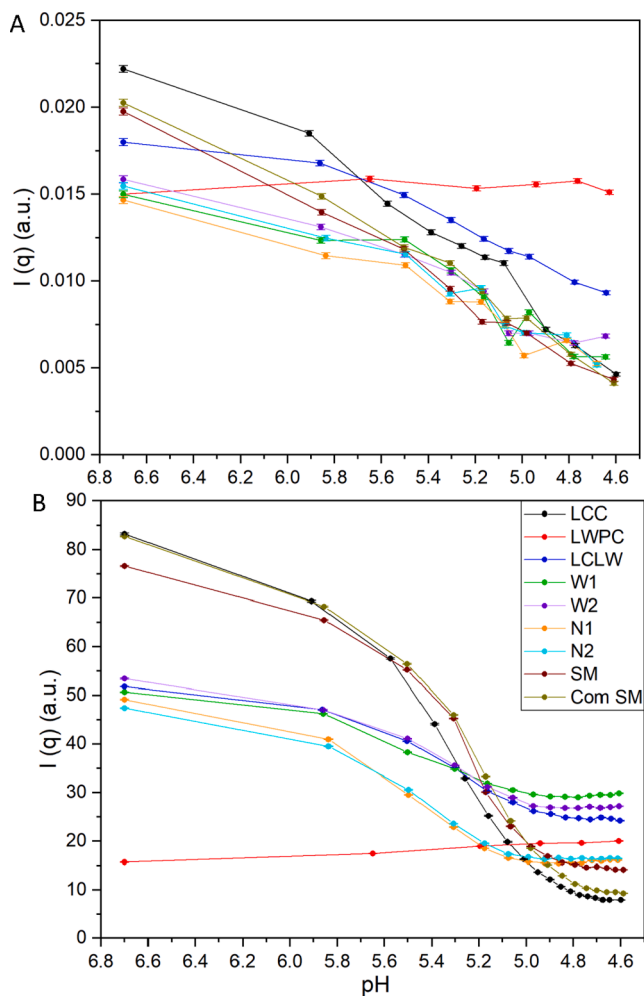 A
I (q) (a.u.)
0.025
0.020
0.015
0.010
0.005
0.000
6.8 6.6 6.4 6.2 6.0 5.8 5.6 5.4 5.2 5.0 4.8 4.6
B
I (q) (a.u.)
90
80
70
60
50
40
30
20
10
0
LCC
LWPC
LCLW
W1
W2
N1
N2
SM
Com SM
6.8 6.6 6.4 6.2 6.0 5.8 5.6 5.4 5.2 5.0 4.8 4.6
pH